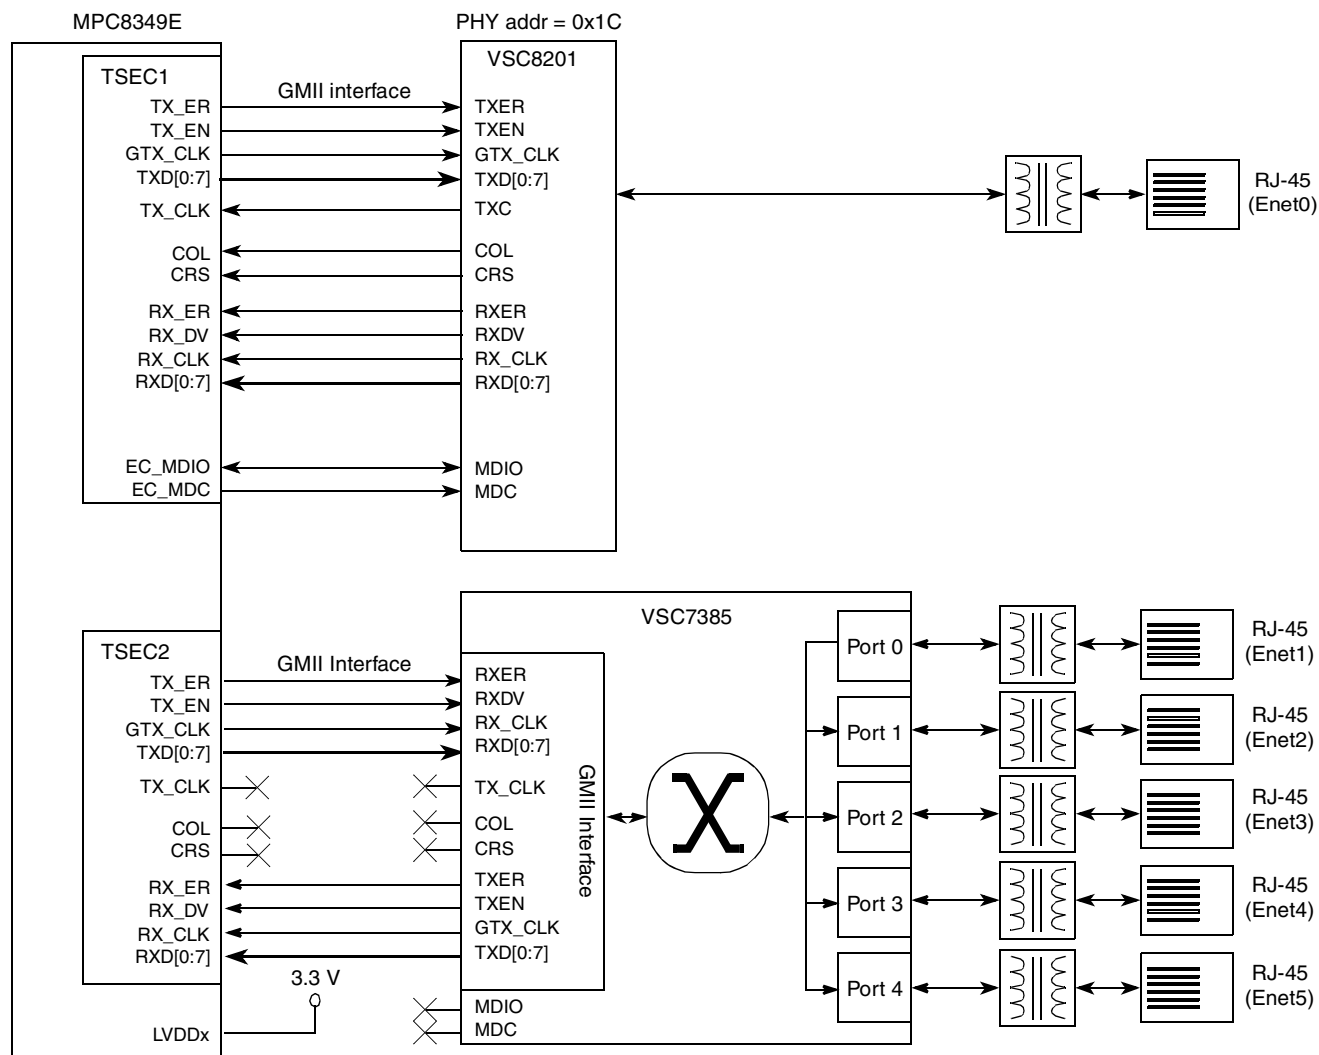 MPC8349E
PHY addr = 0x1C
TSEC1
VSC8201
GMII interface
TX_ER
TXER
TX_EN
TXEN
GTX_CLK
GTX_CLK
TXD[0:7]
TXD[0:7]
TX_CLK
TXC
COL
COL
CRS
CRS
RX_ER
RXER
RX_DV
RXDV
RX_CLK
RX_CLK
RXD[0:7]
RXD[0:7]
EC_MDIO
MDIO
EC_MDC
MDC
RJ-45
(Enet0)
TSEC2
VSC7385
GMII Interface
TX_ER
RXER
TX_EN
RXDV
GTX_CLK
RX_CLK
TXD[0:7]
RXD[0:7]
TX_CLK
TX_CLK
COL
COL
CRS
CRS
RX_ER
TXER
RX_DV
TXEN
RX_CLK
GTX_CLK
RXD[0:7]
TXD[0:7]
3.3 V
LVDDx
MDIO
MDC
GMII Interface
Port 0
RJ-45
(Enet1)
Port 1
RJ-45
(Enet2)
Port 2
RJ-45
(Enet3)
Port 3
RJ-45
(Enet4)
Port 4
RJ-45
(Enet5)